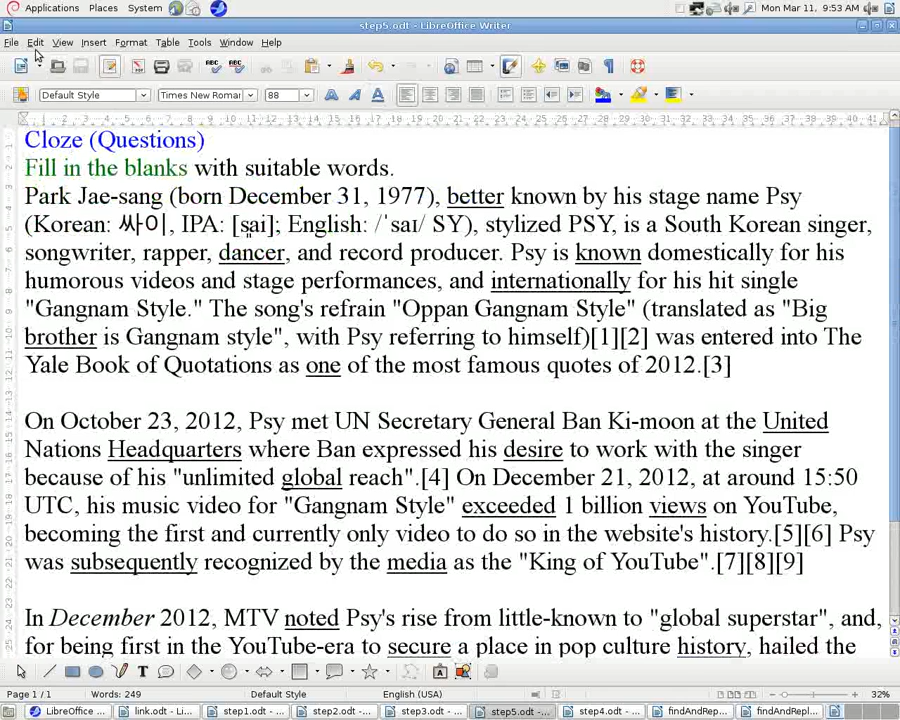 Applications Places System Mon Mar 11, 9:53 AM
step5.odt - LibreOffice Writer
File Edit View Insert Format Table Tools Window Help
Default Style Times New Roman 88
Cloze (Questions)
Fill in the blanks with suitable words.
Park Jae-sang (born December 31, 1977), better known by his stage name Psy
(Korean: 싸이, IPA: [s͈ai]; English: /ˈsaɪ/ SY), stylized PSY, is a South Korean singer,
songwriter, rapper, dancer, and record producer. Psy is known domestically for his
humorous videos and stage performances, and internationally for his hit single
"Gangnam Style." The song's refrain "Oppan Gangnam Style" (translated as "Big
brother is Gangnam style", with Psy referring to himself)[1][2] was entered into The
Yale Book of Quotations as one of the most famous quotes of 2012.[3]
On October 23, 2012, Psy met UN Secretary General Ban Ki-moon at the United
Nations Headquarters where Ban expressed his desire to work with the singer
because of his "unlimited global reach".[4] On December 21, 2012, at around 15:50
UTC, his music video for "Gangnam Style" exceeded 1 billion views on YouTube,
becoming the first and currently only video to do so in the website's history.[5][6] Psy
was subsequently recognized by the media as the "King of YouTube".[7][8][9]
In December 2012, MTV noted Psy's rise from little-known to "global superstar", and,
for being first in the YouTube-era to secure a place in pop culture history, hailed the
Page 1 / 1 Words: 249 Default Style English (USA) 32%
LibreOffice ... link.odt - Li... step1.odt -... step2.odt -... step3.odt -... step5.odt -... step4.odt -... findAndRepl... findAndRepl...